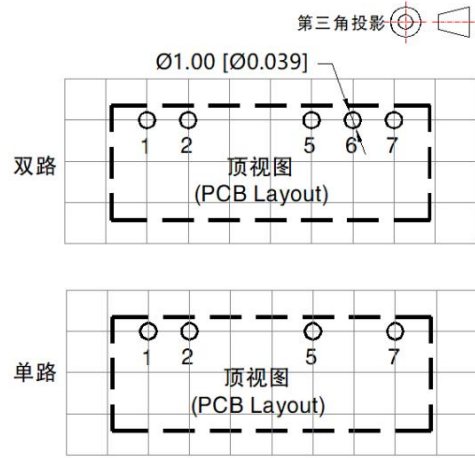 第三角投影
Ø1.00 [Ø0.039]
1 2 5 6 7
双路
顶视图
(PCB Layout)
1 2 5 7
单路
顶视图
(PCB Layout)